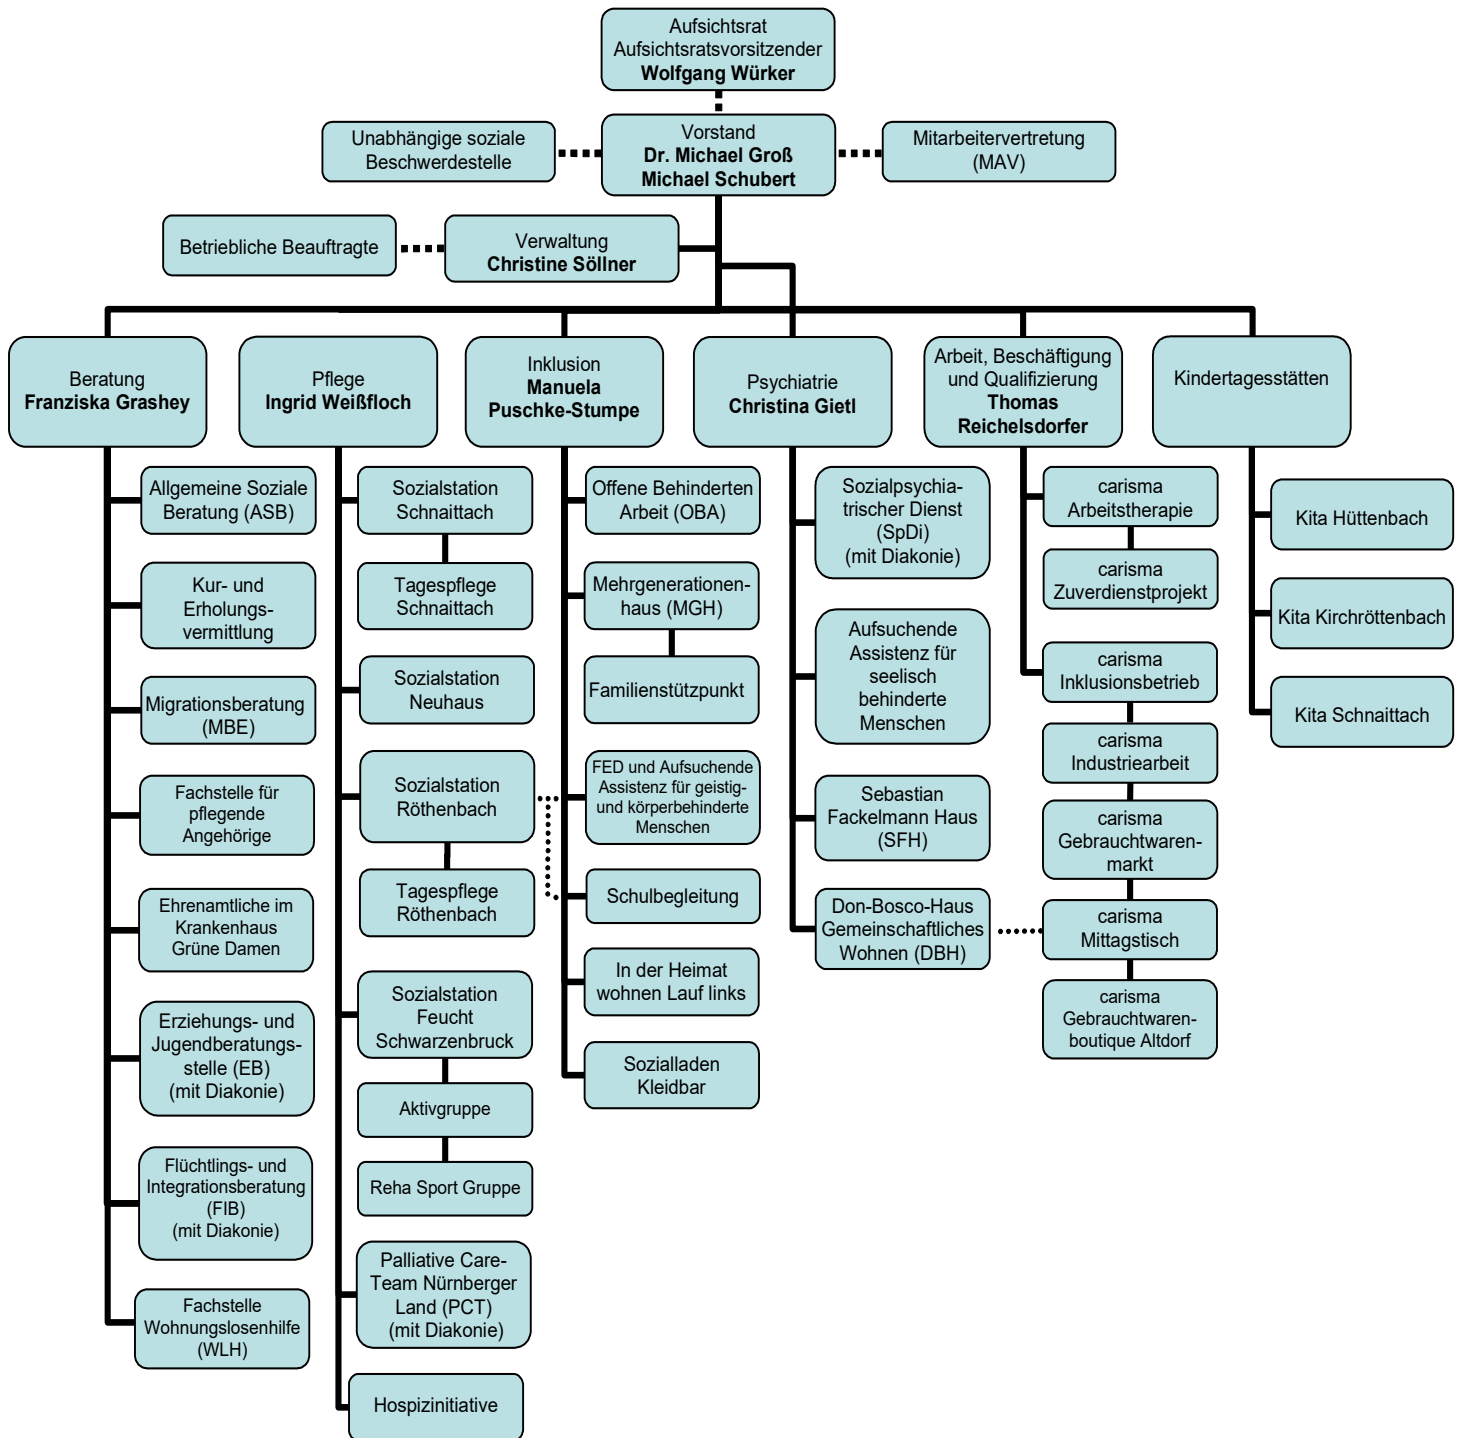 Aufsichtsrat
Aufsichtsratsvorsitzender
Wolfgang Würker
Unabhängige soziale
Beschwerdestelle
Vorstand
Dr. Michael Groß
Michael Schubert
Mitarbeitervertretung
(MAV)
Betriebliche Beauftragte
Verwaltung
Christine Söllner
Beratung
Franziska Grashey
Pflege
Ingrid Weißfloch
Inklusion
Manuela
Puschke-Stumpe
Psychiatrie
Christina Gietl
Arbeit, Beschäftigung
und Qualifizierung
Thomas
Reichelsdorfer
Kindertagesstätten
Allgemeine Soziale
Beratung (ASB)
Kur- und
Erholungs-
vermittlung
Migrationsberatung
(MBE)
Fachstelle für
pflegende
Angehörige
Ehrenamtliche im
Krankenhaus
Grüne Damen
Erziehungs- und
Jugendberatungs-
stelle (EB)
(mit Diakonie)
Flüchtlings- und
Integrationsberatung
(FIB)
(mit Diakonie)
Fachstelle
Wohnungslosenhilfe
(WLH)
Sozialstation
Schnaittach
Tagespflege
Schnaittach
Sozialstation
Neuhaus
Sozialstation
Röthenbach
Tagespflege
Röthenbach
Sozialstation
Feucht
Schwarzenbruck
Aktivgruppe
Reha Sport Gruppe
Palliative Care-
Team Nürnberger
Land (PCT)
(mit Diakonie)
Hospizinitiative
Offene Behinderten
Arbeit (OBA)
Mehrgenerationen-
haus (MGH)
Familienstützpunkt
FED und Aufsuchende
Assistenz für geistig-
und körperbehinderte
Menschen
Schulbegleitung
In der Heimat
wohnen Lauf links
Sozialladen
Kleidbar
Sozialpsychia-
trischer Dienst
(SpDi)
(mit Diakonie)
Aufsuchende
Assistenz für
seelisch
behinderte
Menschen
Sebastian
Fackelmann Haus
(SFH)
Don-Bosco-Haus
Gemeinschaftliches
Wohnen (DBH)
carisma
Arbeitstherapie
carisma
Zuverdienstprojekt
carisma
Inklusionsbetrieb
carisma
Industriearbeit
carisma
Gebrauchtwaren-
markt
carisma
Mittagstisch
carisma
Gebrauchtwaren-
boutique Altdorf
Kita Hüttenbach
Kita Kirchröttenbach
Kita Schnaittach